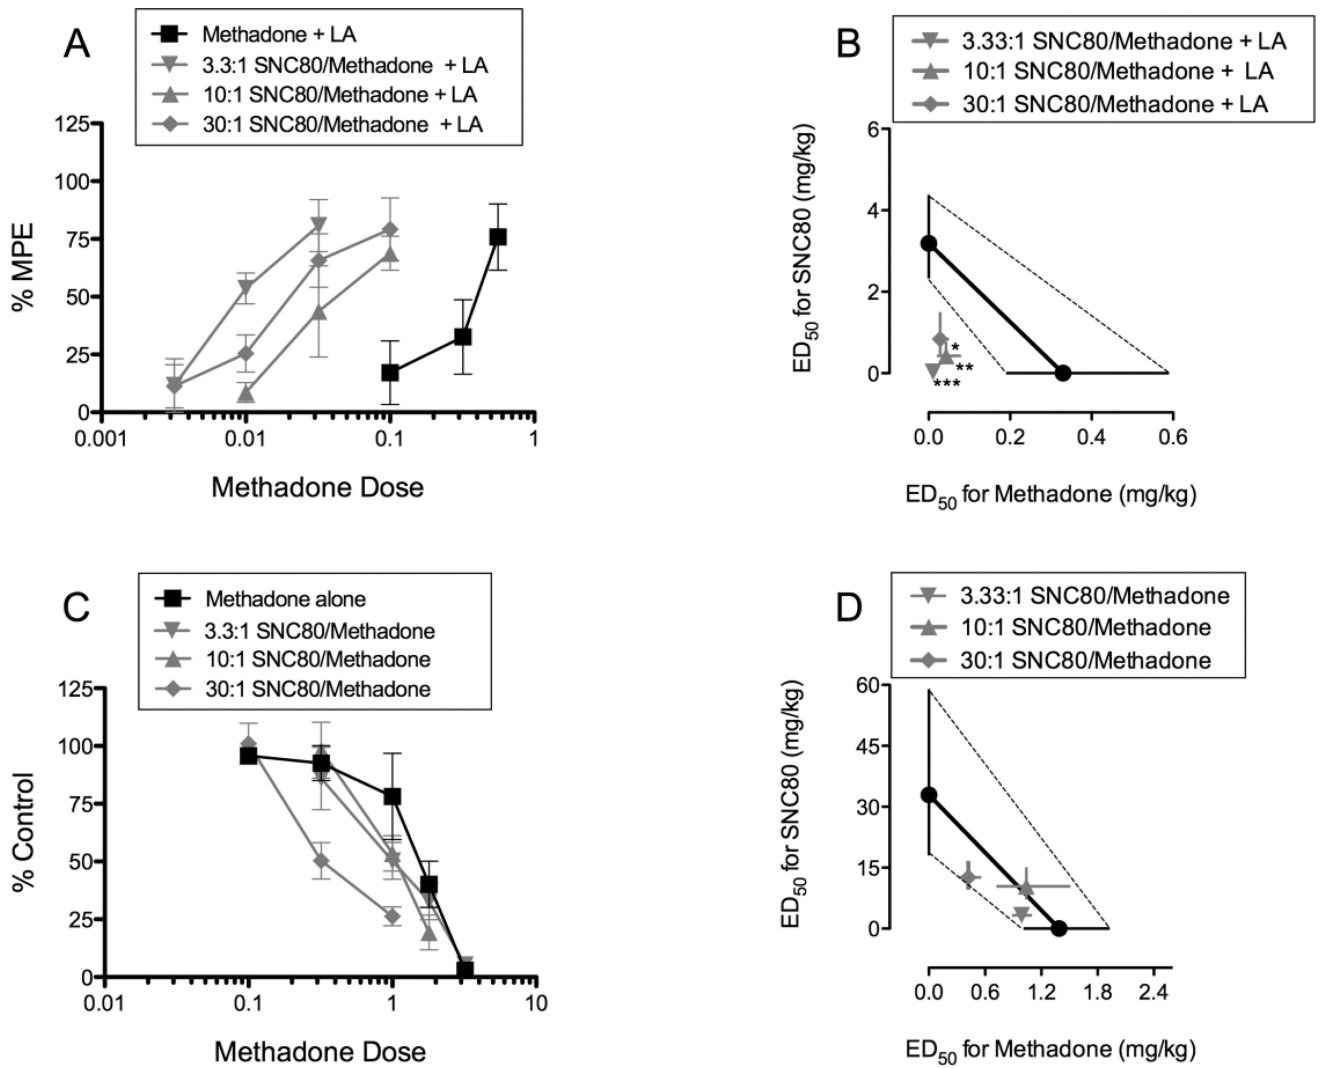 A
Methadone + LA
3.3:1 SNC80/Methadone + LA
10:1 SNC80/Methadone + LA
30:1 SNC80/Methadone + LA
125
100
75
50
25
0
% MPE
0.001
0.01
0.1
1
Methadone Dose
B
3.33:1 SNC80/Methadone + LA
10:1 SNC80/Methadone + LA
30:1 SNC80/Methadone + LA
6
4
2
0
ED50 for SNC80 (mg/kg)
*
**
***
0.0
0.2
0.4
0.6
ED50 for Methadone (mg/kg)
C
Methadone alone
3.3:1 SNC80/Methadone
10:1 SNC80/Methadone
30:1 SNC80/Methadone
125
100
75
50
25
0
% Control
0.01
0.1
1
10
Methadone Dose
D
3.33:1 SNC80/Methadone
10:1 SNC80/Methadone
30:1 SNC80/Methadone
60
45
30
15
0
ED50 for SNC80 (mg/kg)
0.0
0.6
1.2
1.8
2.4
ED50 for Methadone (mg/kg)